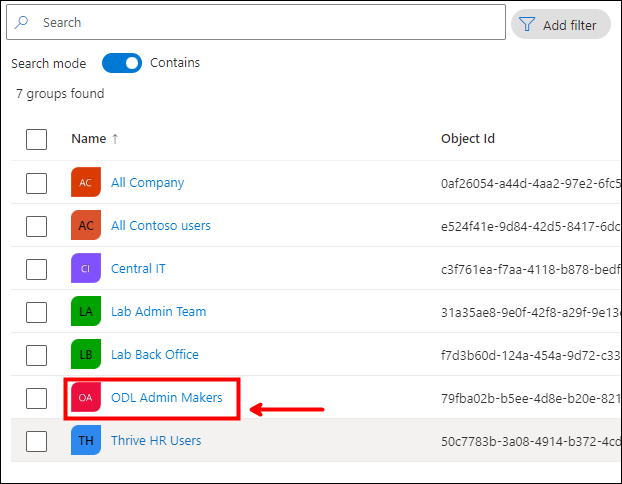 Search
Add filter
Search mode Contains
7 groups found
Name ↑ Object Id
AC All Company 0af26054-a44d-4aa2-97e2-6fc5
AC All Contoso users e524f41e-9d84-42d5-8417-6dc
CI Central IT c3f761ea-f7aa-4118-b878-bedf
LA Lab Admin Team 31a35ae8-9e0f-42f8-a29f-9e13
LB Lab Back Office f7d3b60d-124a-454a-9d72-c33
OA ODL Admin Makers 79fba02b-b5ee-4d8e-b20e-821
TH Thrive HR Users 50c7783b-3a08-4914-b372-4cd